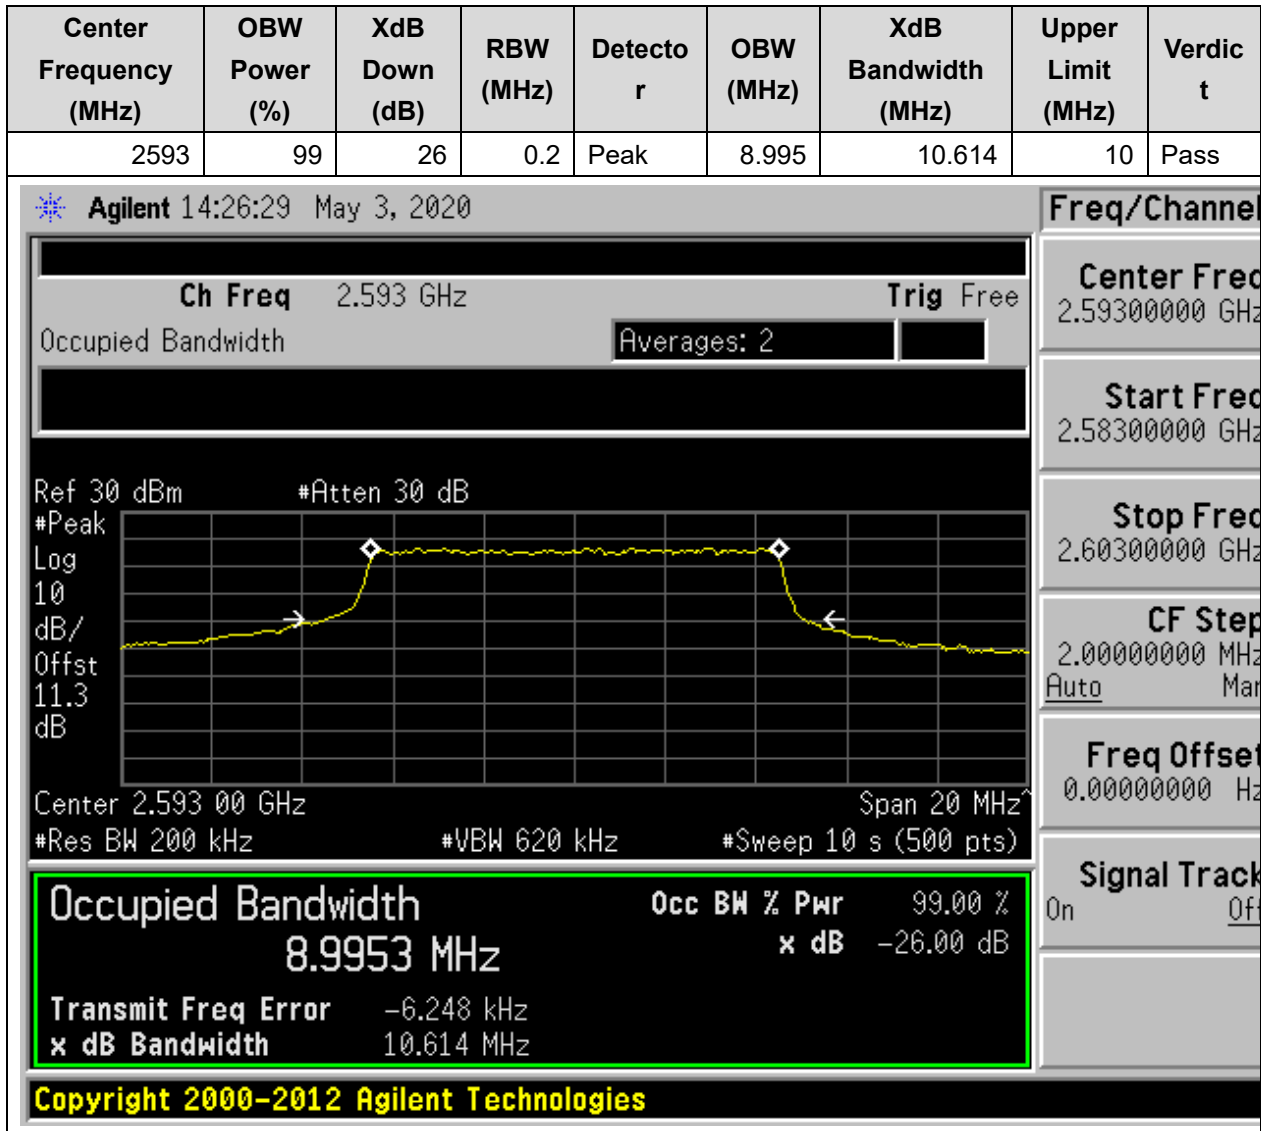 Center Frequency (MHz) OBW Power (%) XdB Down (dB) RBW (MHz) Detecto r OBW (MHz) XdB Bandwidth (MHz) Upper Limit (MHz) Verdic t
2593 99 26 0.2 Peak 8.995 10.614 10 Pass
Agilent 14:26:29 May 3, 2020
Freq/Channel
Ch Freq 2.593 GHz Trig Free
Occupied Bandwidth Averages: 2
Center Freq
2.59300000 GHz
Start Freq
2.58300000 GHz
Stop Freq
2.60300000 GHz
CF Step
2.00000000 MHz
Auto Man
Freq Offset
0.00000000 Hz
Signal Track
On Off
Ref 30 dBm #Atten 30 dB
#Peak
Log
10
dB/
Offst
11.3
dB
Center 2.593 00 GHz Span 20 MHz^
#Res BW 200 kHz #VBW 620 kHz #Sweep 10 s (500 pts)
Occupied Bandwidth
8.9953 MHz
Occ BW % Pwr 99.00 %
x dB -26.00 dB
Transmit Freq Error -6.248 kHz
x dB Bandwidth 10.614 MHz
Copyright 2000-2012 Agilent Technologies